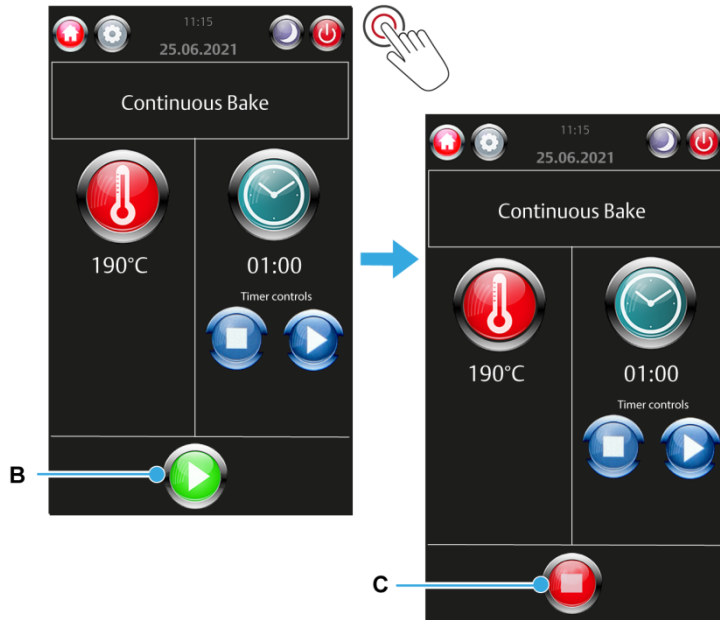 11:15
25.06.2021
Continuous Bake
190°C
01:00
Timer controls
B
11:15
25.06.2021
Continuous Bake
190°C
01:00
Timer controls
C